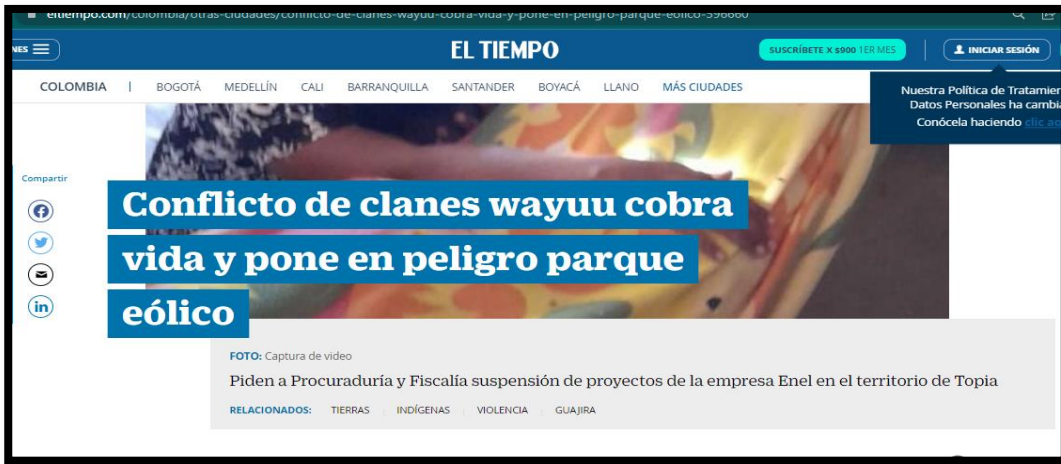 eltiempo.com/colombia/otras-ciudades/conflicto-de-clanes-wayuu-cobra-vida-y-pone-en-peligro-parque-eolico-596660
NES
EL TIEMPO
SUSCRÍBETE X $900 1ER MES
INICIAR SESIÓN
COLOMBIA | BOGOTÁ MEDELLÍN CALI BARRANQUILLA SANTANDER BOYACÁ LLANO MÁS CIUDADES
Nuestra Política de Tratamien
Datos Personales ha cambia
Conócela haciendo clic aq
Compartir
Conflicto de clanes wayuu cobra
vida y pone en peligro parque
eólico
FOTO: Captura de video
Piden a Procuraduría y Fiscalía suspensión de proyectos de la empresa Enel en el territorio de Topia
RELACIONADOS: TIERRAS INDÍGENAS VIOLENCIA GUAJIRA